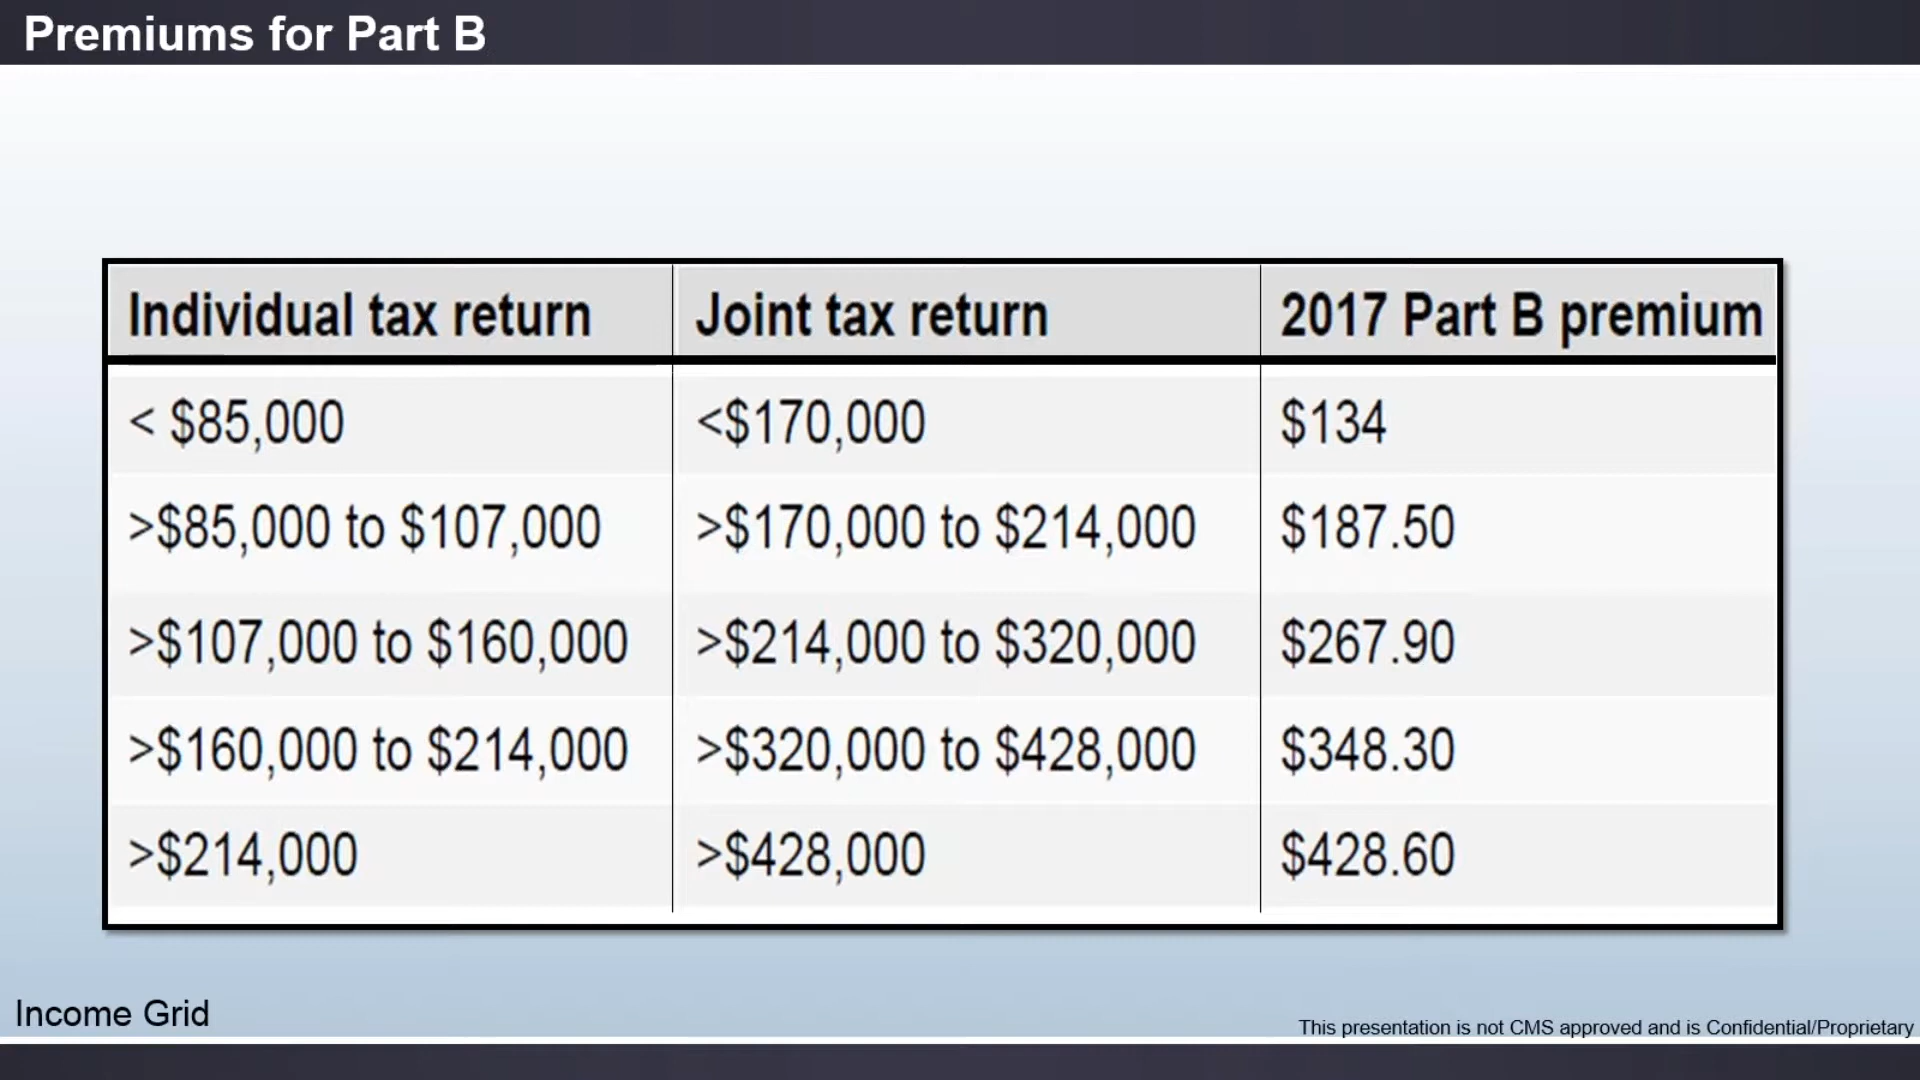 Premiums for Part B
Individual tax return Joint tax return 2017 Part B premium
< $85,000 <$170,000 $134
>$85,000 to $107,000 >$170,000 to $214,000 $187.50
>$107,000 to $160,000 >$214,000 to $320,000 $267.90
>$160,000 to $214,000 >$320,000 to $428,000 $348.30
>$214,000 >$428,000 $428.60
Income Grid
This presentation is not CMS approved and is Confidential/Proprietary